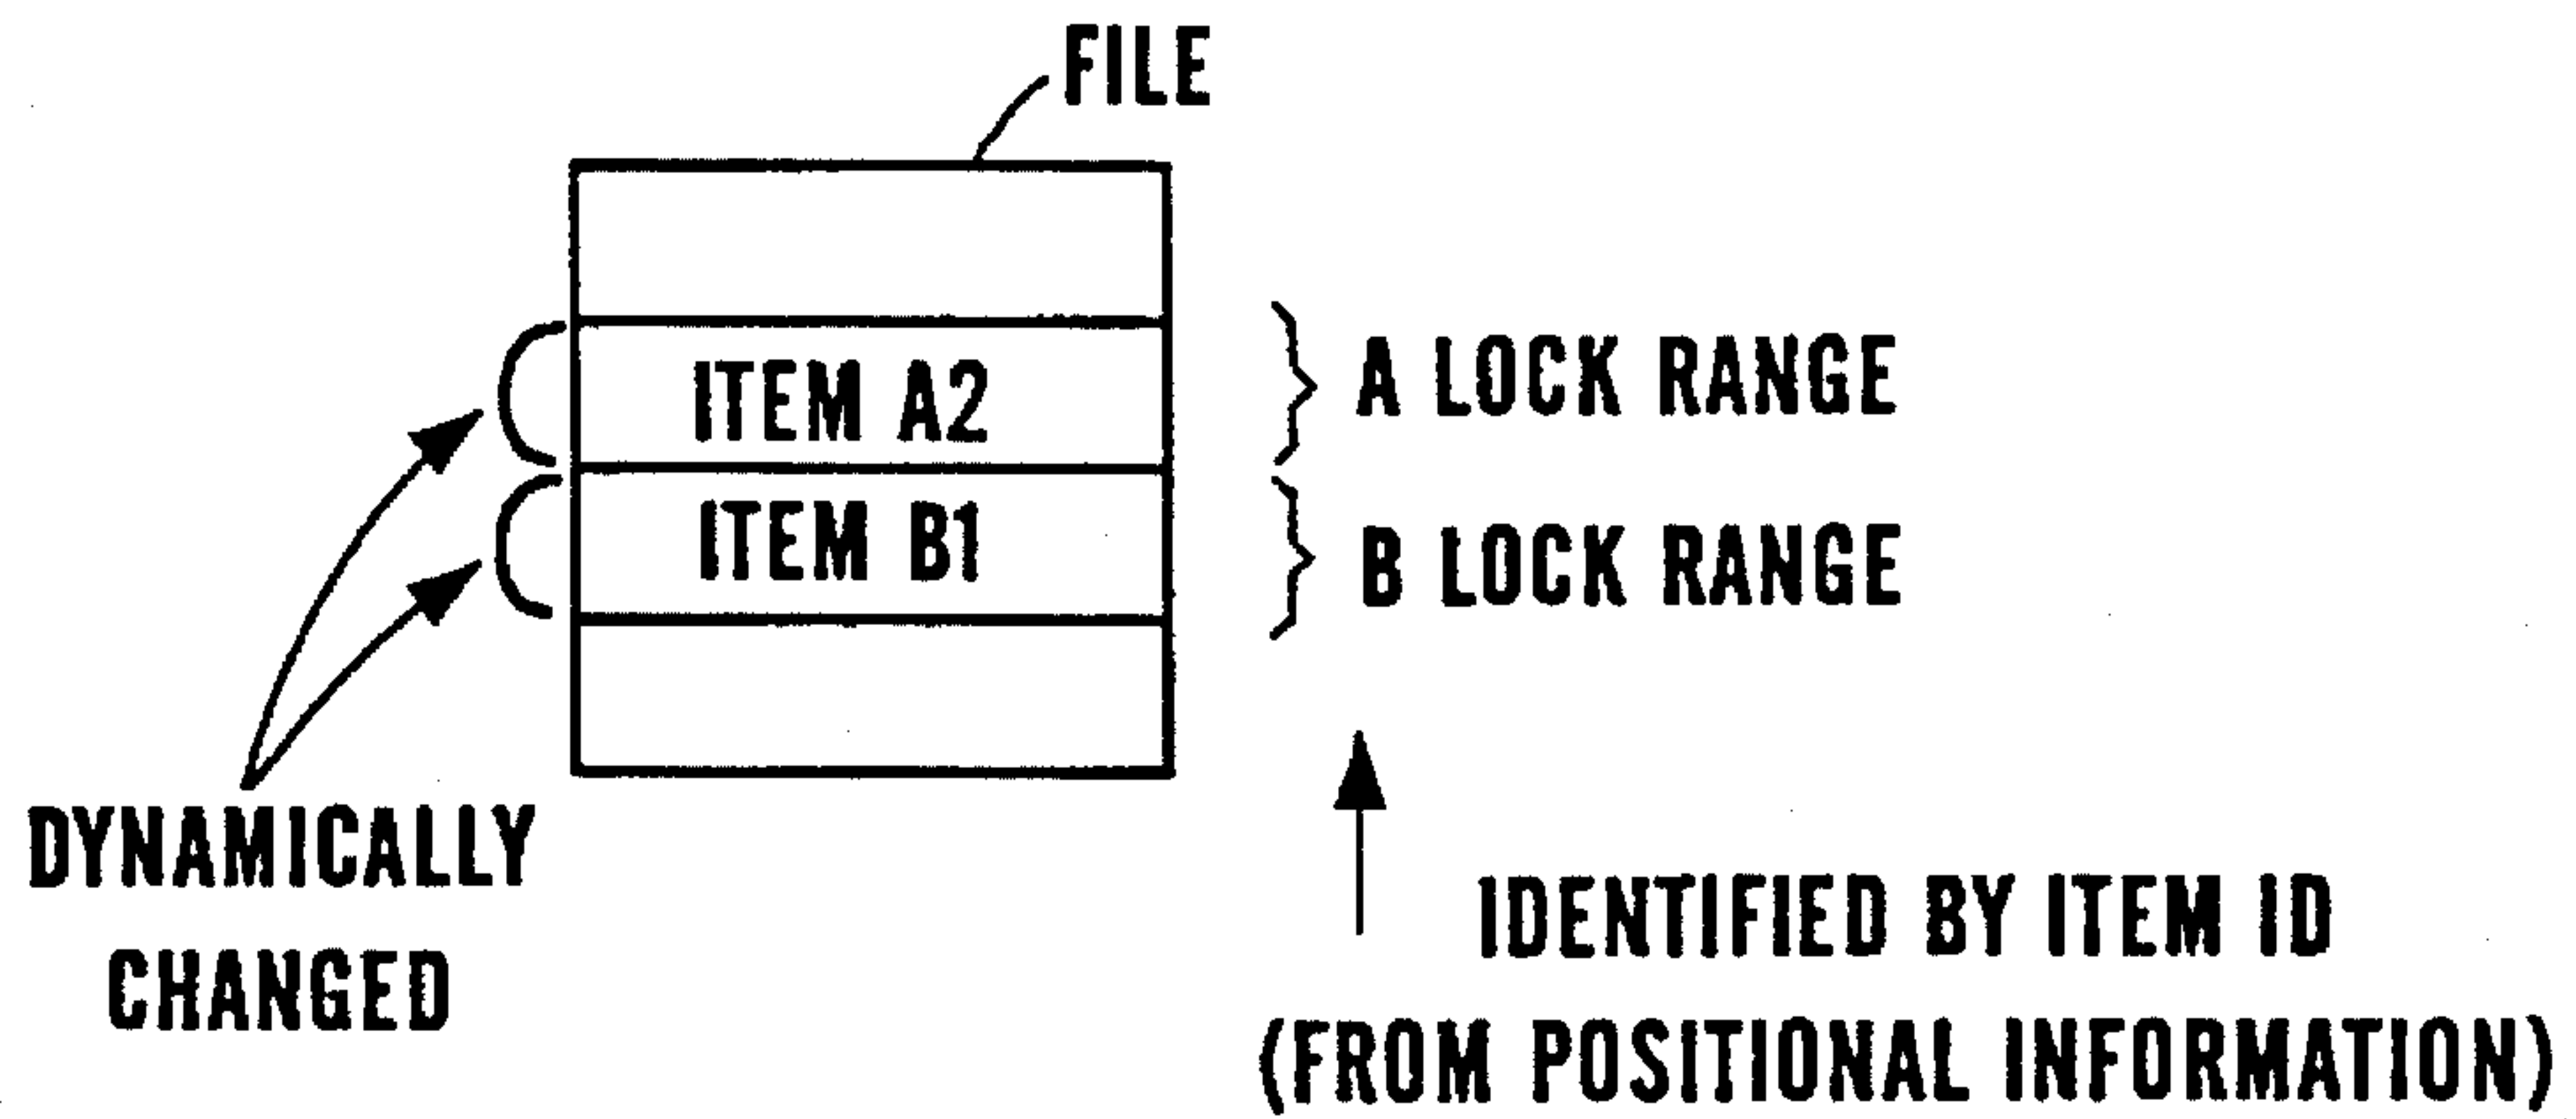 FILE
ITEM A2
A LOCK RANGE
ITEM B1
B LOCK RANGE
DYNAMICALLY
CHANGED
IDENTIFIED BY ITEM ID
(FROM POSITIONAL INFORMATION)